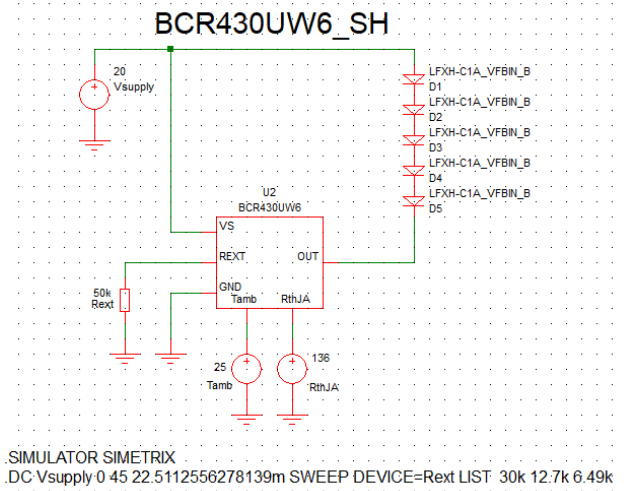 BCR430UW6_SH
20
Vsupply
LFXH-C1A_VFBIN_B
D1
LFXH-C1A_VFBIN_B
D2
LFXH-C1A_VFBIN_B
D3
LFXH-C1A_VFBIN_B
D4
LFXH-C1A_VFBIN_B
D5
U2
BCR430UW6
VS
REXT
OUT
GND
Tamb
RthJA
50k
Rext
25
Tamb
136
RthJA
.SIMULATOR SIMETRIX
.DC Vsupply 0 45 22.5112556278139m SWEEP DEVICE=Rext LIST 30k 12.7k 6.49k